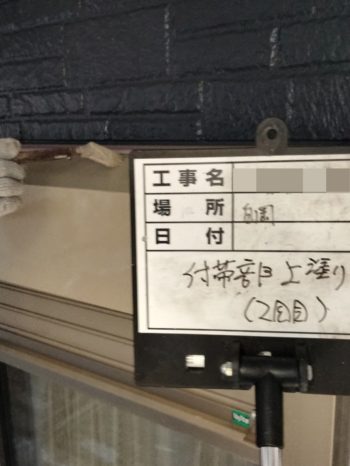 工事名
場所
日付
付帯部上塗り
(2回目)